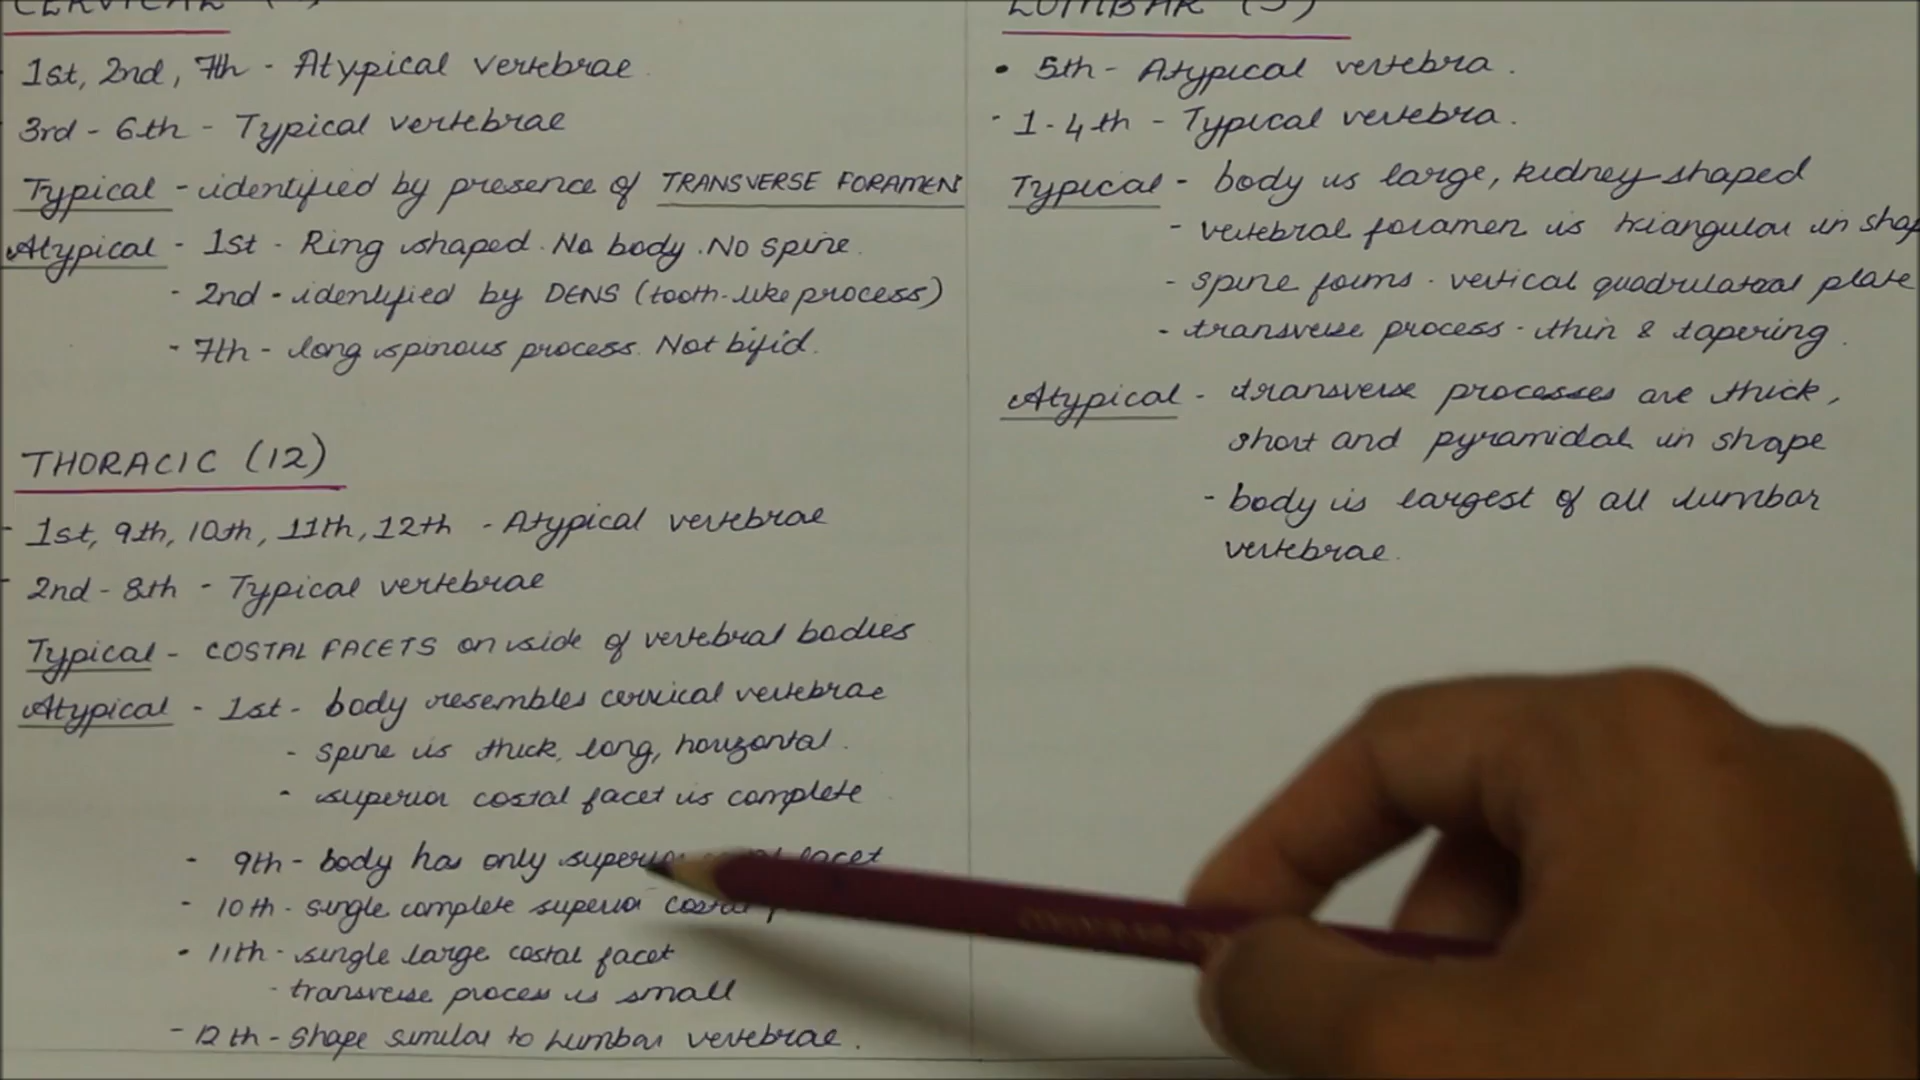 1st, 2nd, 7th - Atypical vertebrae.
3rd - 6th - Typical vertebrae
Typical - identified by presence of TRANSVERSE FORAMEN
Atypical - 1st - Ring shaped. No body. No spine.
- 2nd - identified by DENS (tooth-like process)
- 7th - long spinous process. Not bifid.
THORACIC (12)
- 1st, 9th, 10th, 11th, 12th - Atypical vertebrae
- 2nd - 8th - Typical vertebrae
Typical - COSTAL FACETS on side of vertebral bodies
Atypical - 1st - body resembles cervical vertebrae
- spine is thick, long, horizontal.
- superior costal facet is complete
- 9th - body has only superior facet
- 10th - single complete superior costal
- 11th - single large costal facet
- transverse process is small
- 12th - Shape similar to Lumbar vertebrae.
LUMBAR (5)
• 5th - Atypical vertebra.
- 1-4th - Typical vertebra.
Typical - body is large, kidney-shaped
- vertebral foramen is triangular in shap
- spine forms - vertical quadrilateral plate
- transverse process - thin & tapering.
Atypical - transverse processes are thick,
short and pyramidal in shape
- body is largest of all lumbar
vertebrae.